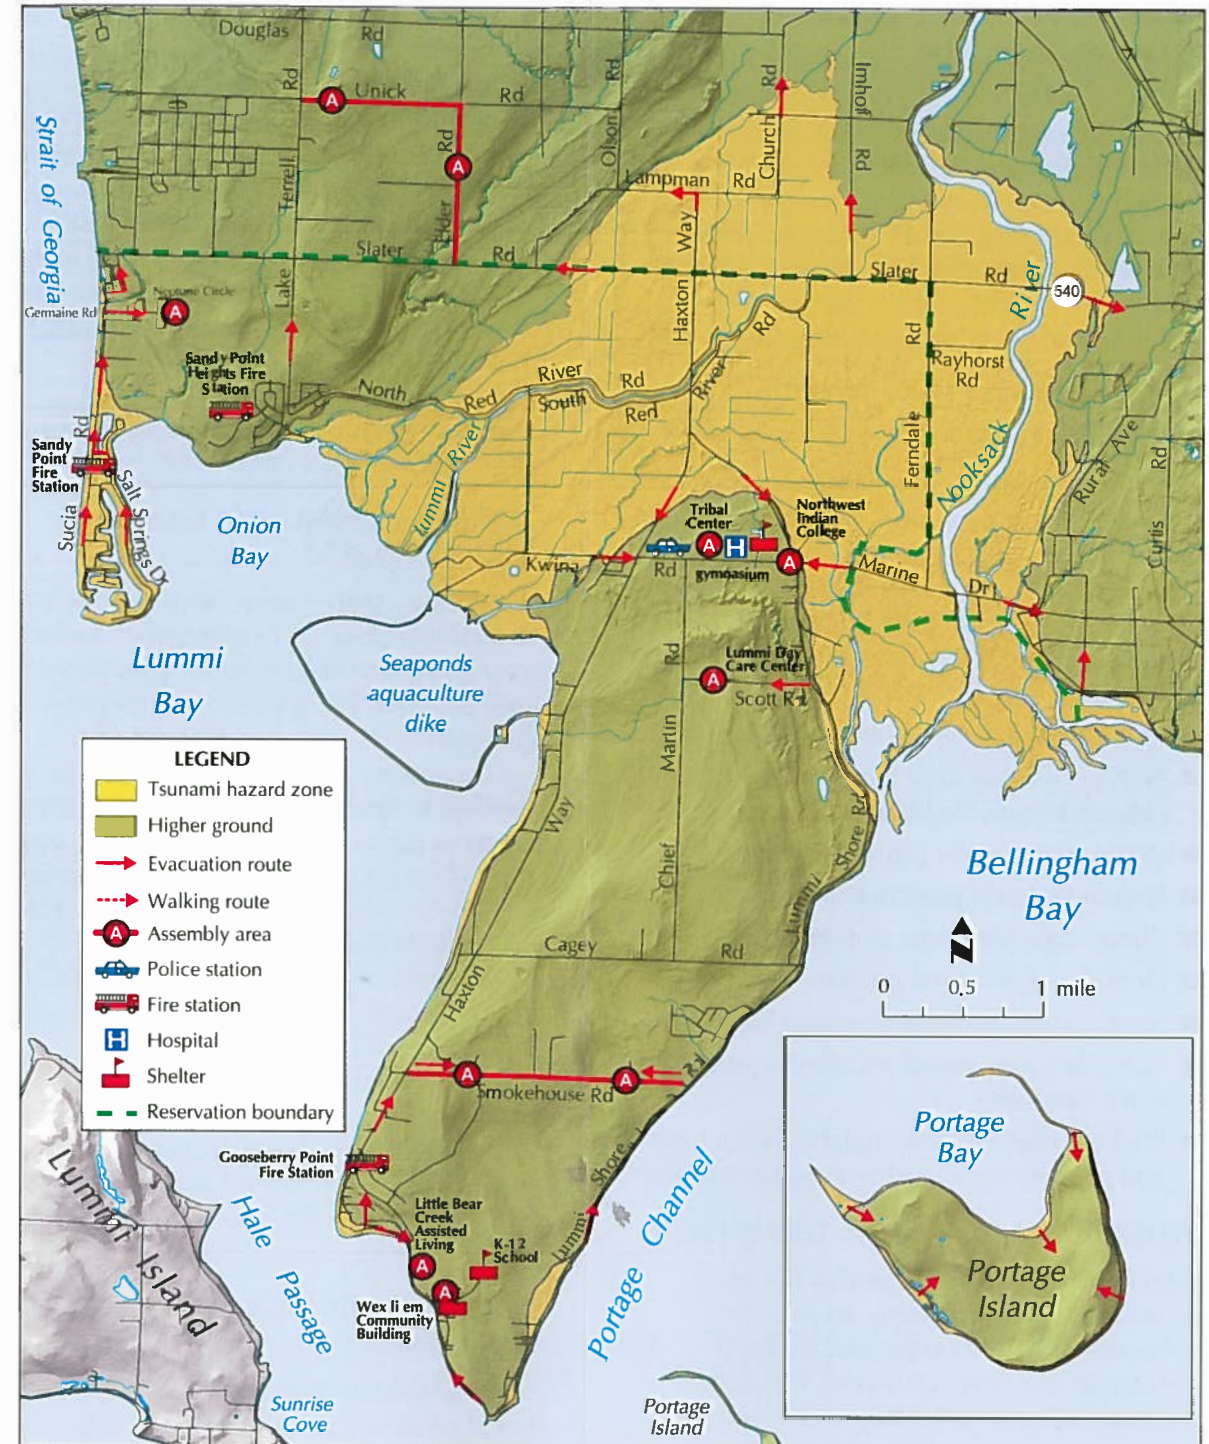 Douglas
Rd
Rd
Unick
Rd
Rd
Olson
Rd
Church
Imhof
Rd
Strait of Georgia
Terrell
Rd
Elder
Lampman Rd
Slater
Rd
Way
Slater
Rd
540
Neptune Circle
Germaine Rd
Lake
Haxton
Rd
River
Rd
Rayhorst
Rd
Sandy Point
Heights Fire
Station
North
Red
River
Rd
South
Red
River
Ferndale
Nooksack
Rural Ave
Rd
Curtis
Sandy
Point
Fire
Station
Rd
Sucia
Salt Springs Dr
Lummi
River
Onion
Bay
Tribal
Center
A
H
gymnasium
Northwest
Indian
College
Kwina
Rd
Marine
Dr
Lummi
Bay
Seaponds
aquaculture
dike
Rd
Lummi Day
Care Center
Scott Rd
Martin
Chief
Way
Shore Rd
Lummi
LEGEND
Tsunami hazard zone
Higher ground
Evacuation route
Walking route
A Assembly area
Police station
Fire station
H Hospital
Shelter
Reservation boundary
Bellingham
Bay
N
0 0.5 1 mile
Cagey
Rd
Haxton
A
A
Smokehouse Rd
Rd
Gooseberry Point
Fire Station
Shore
Lummi
Little Bear
Creek
Assisted
Living
K-12
School
Wex li em
Community
Building
Portage Channel
Hale Passage
Lummi Island
Sunrise
Cove
Portage
Island
Portage
Bay
Portage
Island